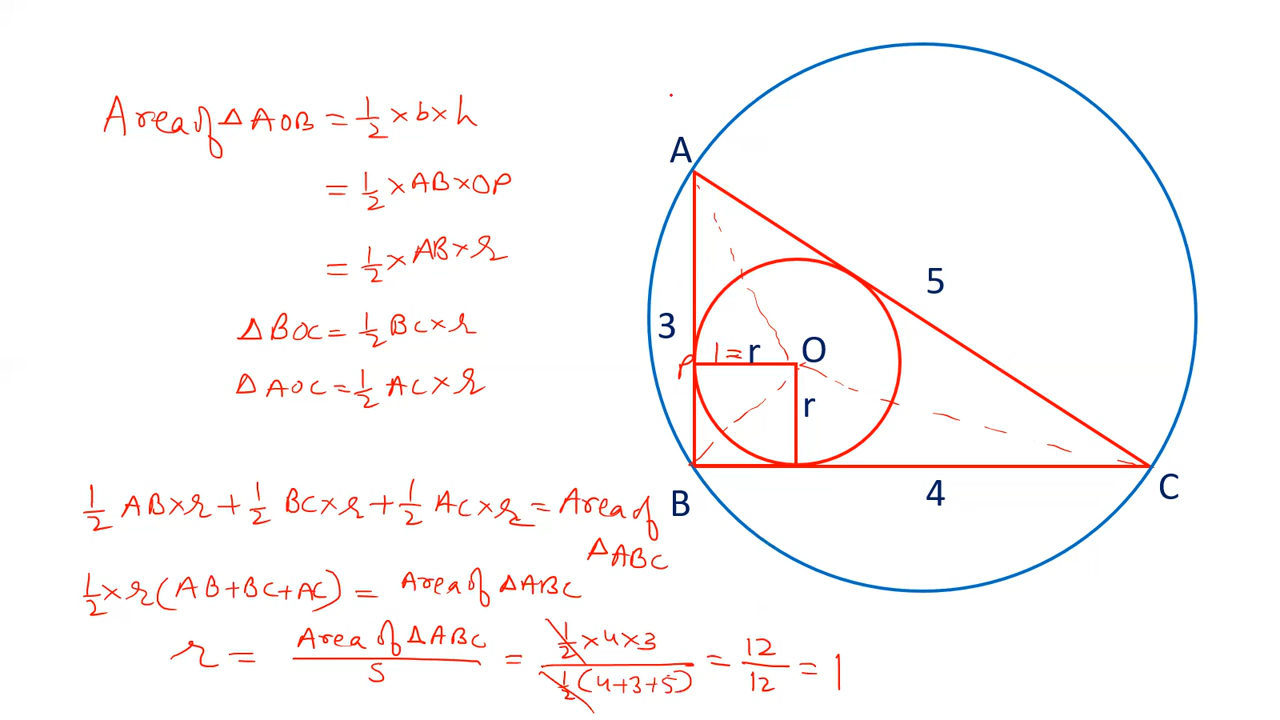 Area of ΔAOB = 1/2 × b × h
= 1/2 × AB × OP
= 1/2 × AB × r
ΔBOC = 1/2 BC × r
ΔAOC = 1/2 AC × r
1/2 AB × r + 1/2 BC × r + 1/2 AC × r = Area of
ΔABC
1/2 × r (AB + BC + AC) = Area of ΔABC
r = Area of ΔABC / S = 1/2 × 4 × 3 / 1/2 (4+3+5) = 12/12 = 1
A
5
3
P 1 = r O
r
B 4 C